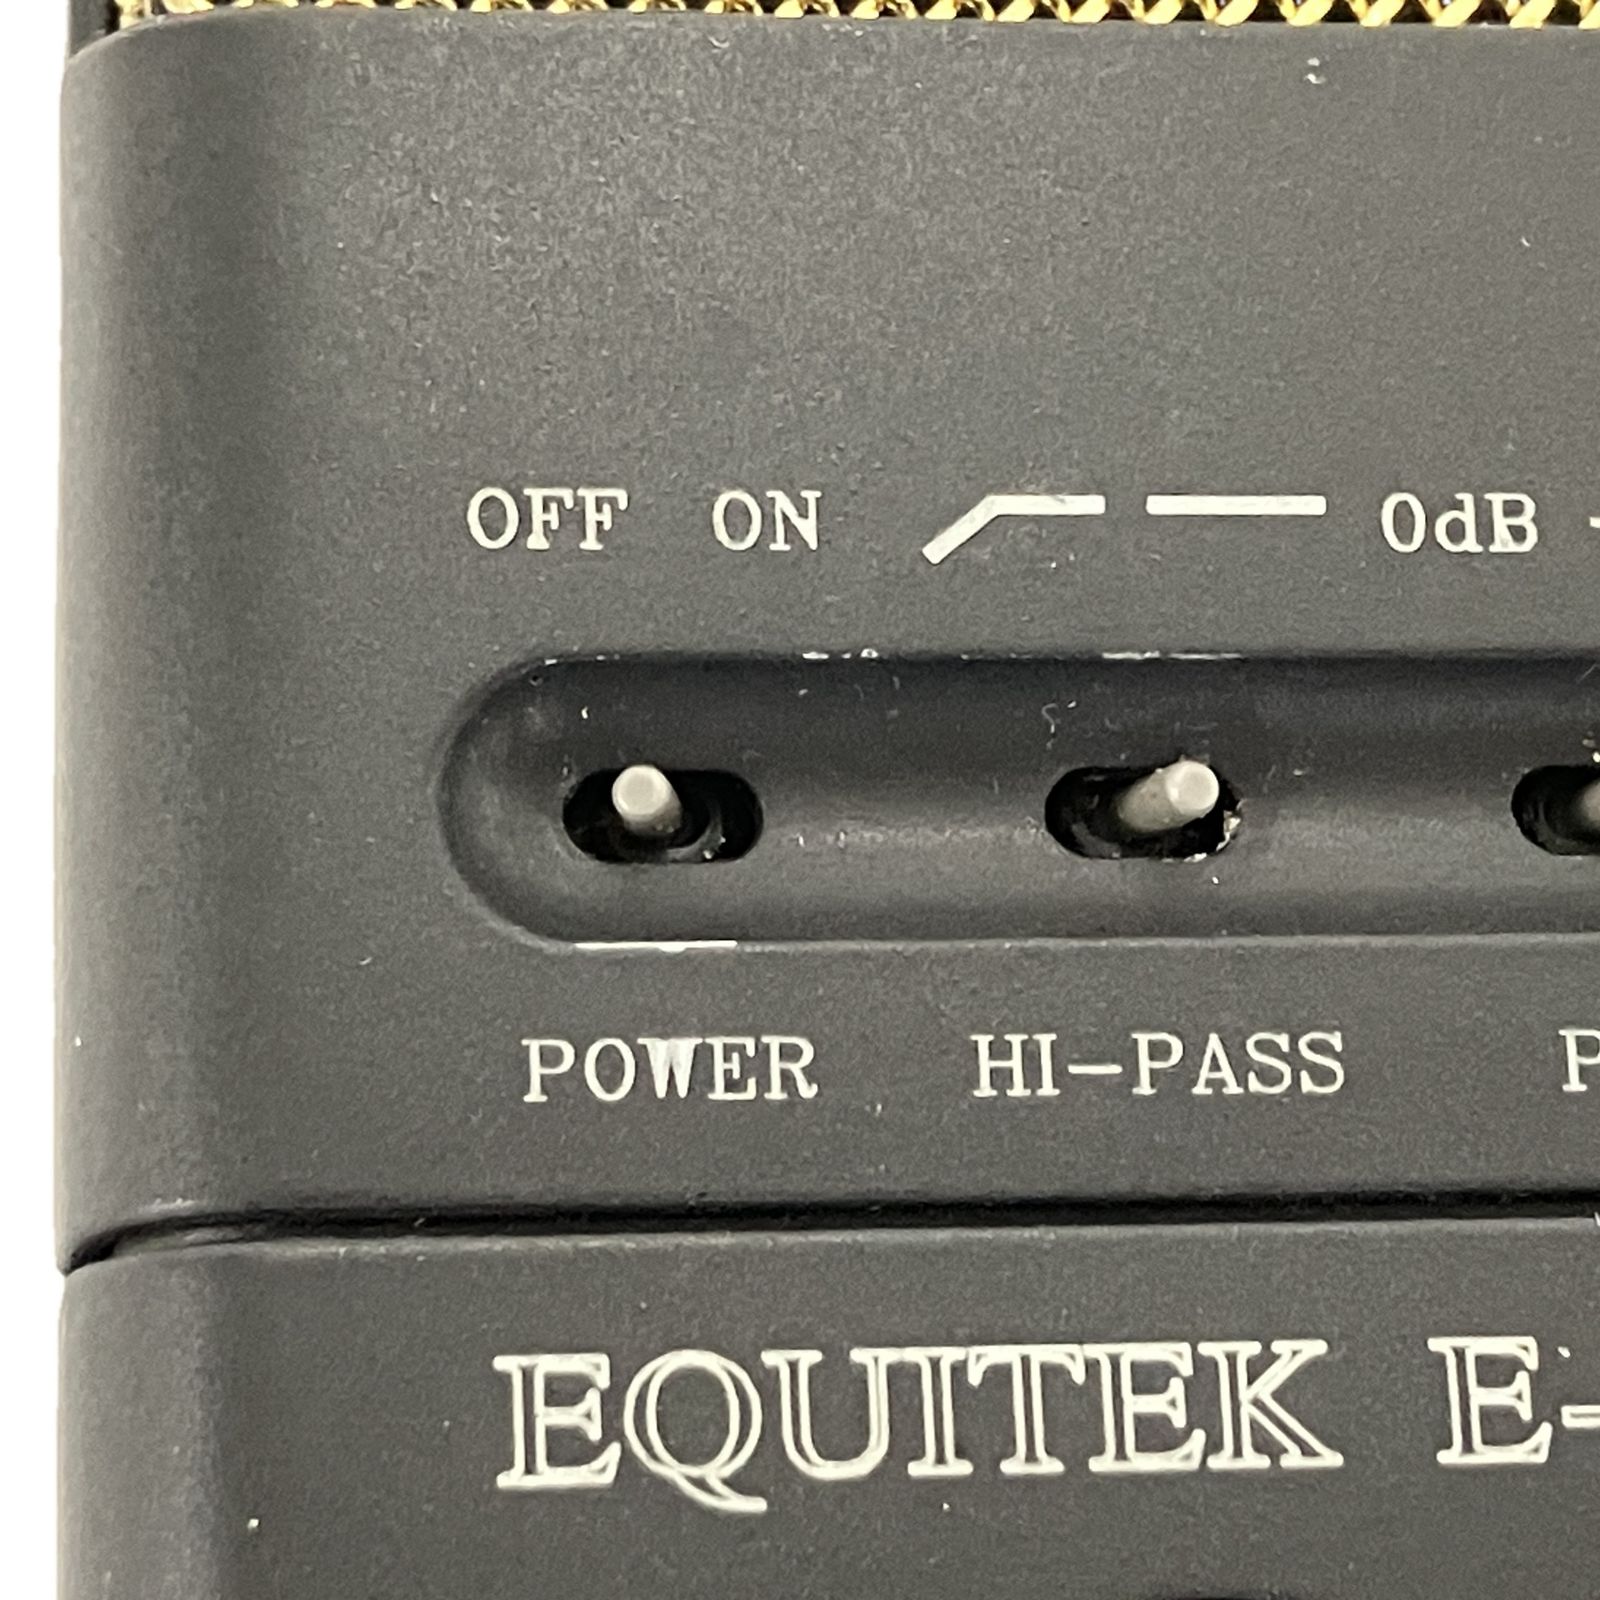 OFF ON 0dB -
POWER HI-PASS P
EQUITEK E-